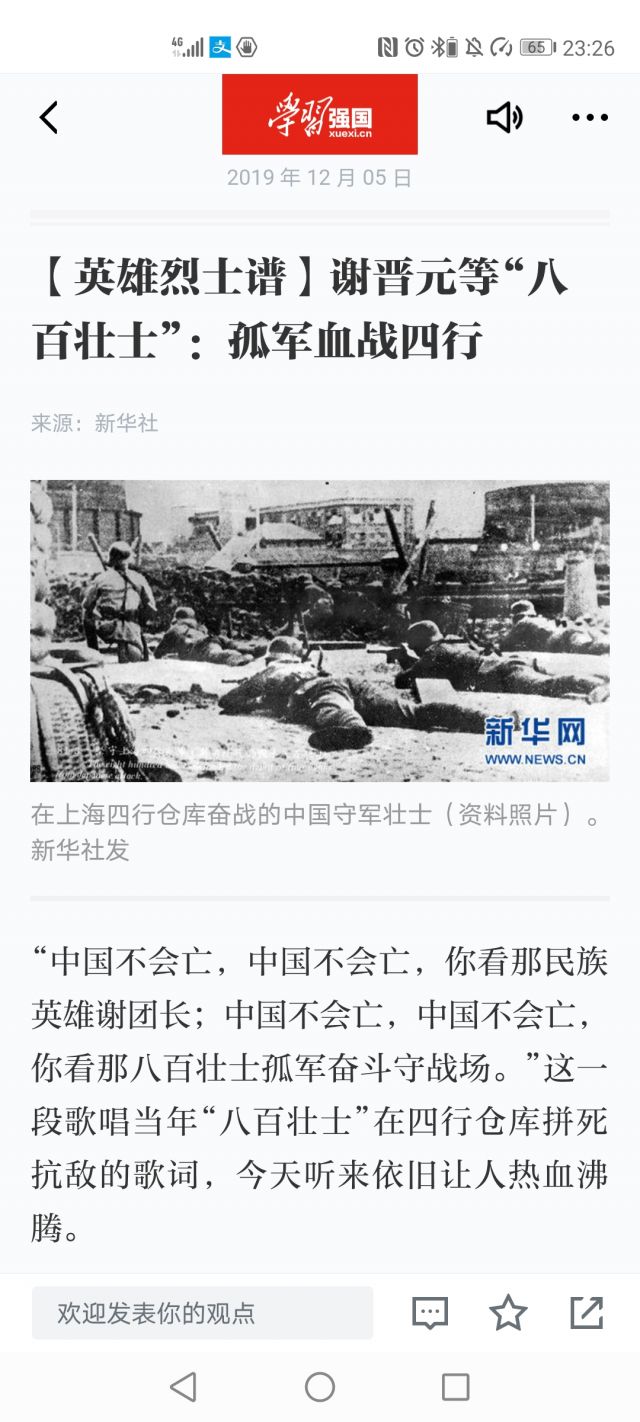 4G
支
65
23:26
学习强国
xuexi.cn
2019 年 12 月 05 日
【英雄烈士谱】谢晋元等“八
百壮士”：孤军血战四行
来源：新华社
新华网
WWW.NEWS.CN
在上海四行仓库奋战的中国守军壮士（资料照片）。
新华社发
“中国不会亡，中国不会亡，你看那民族
英雄谢团长；中国不会亡，中国不会亡，
你看那八百壮士孤军奋斗守战场。”这一
段歌唱当年“八百壮士”在四行仓库拼死
抗敌的歌词，今天听来依旧让人热血沸
腾。
欢迎发表你的观点